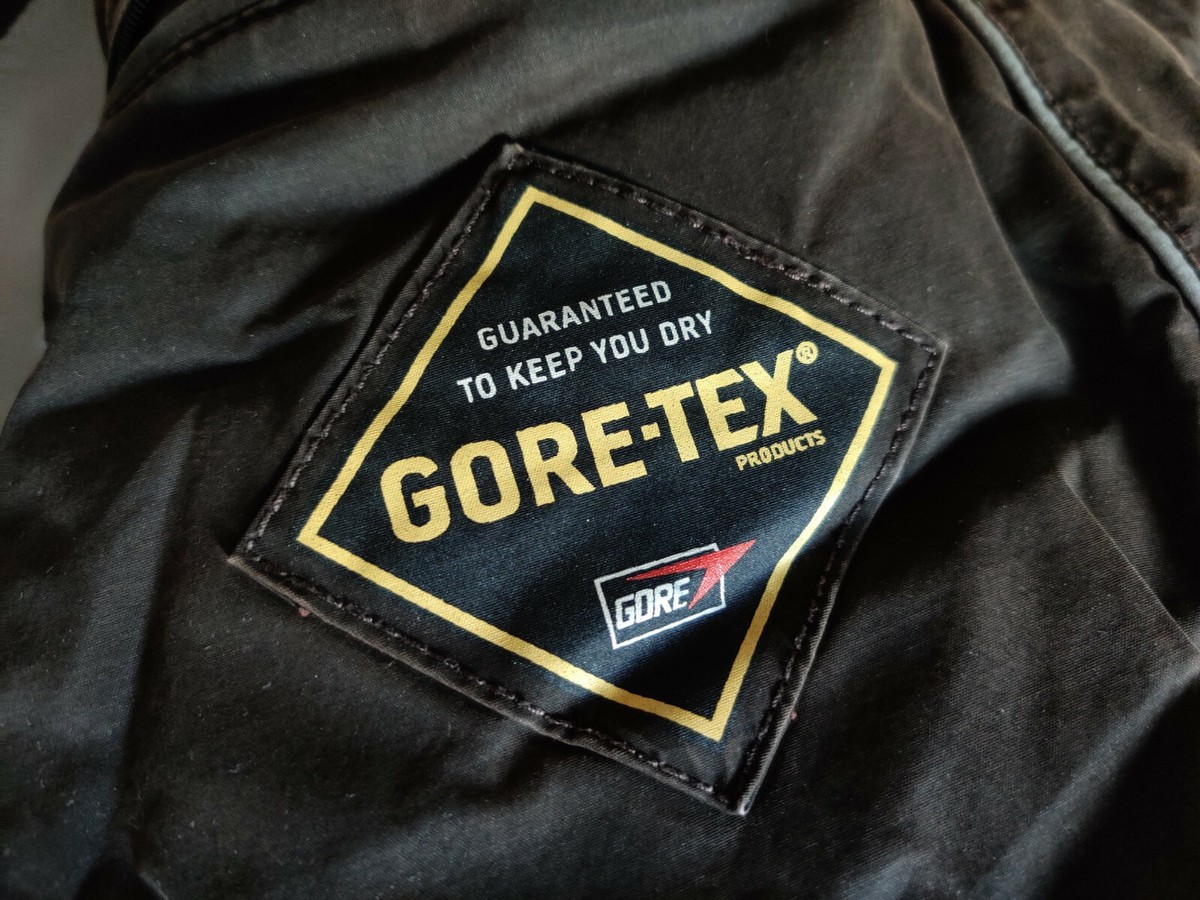 GUARANTEED
TO KEEP YOU DRY
GORE-TEX®
PRODUCTS
GORE